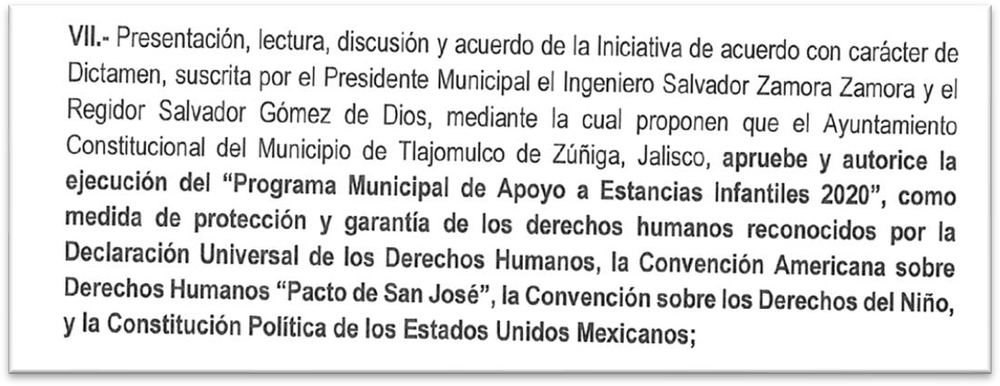 VII.- Presentación, lectura, discusión y acuerdo de la Iniciativa de acuerdo con carácter de
Dictamen, suscrita por el Presidente Municipal el Ingeniero Salvador Zamora Zamora y el
Regidor Salvador Gómez de Dios, mediante la cual proponen que el Ayuntamiento
Constitucional del Municipio de Tlajomulco de Zúñiga, Jalisco, apruebe y autorice la
ejecución del “Programa Municipal de Apoyo a Estancias Infantiles 2020”, como
medida de protección y garantía de los derechos humanos reconocidos por la
Declaración Universal de los Derechos Humanos, la Convención Americana sobre
Derechos Humanos “Pacto de San José”, la Convención sobre los Derechos del Niño,
y la Constitución Política de los Estados Unidos Mexicanos;